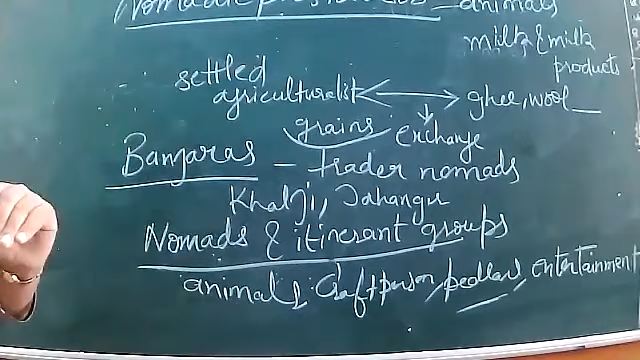 Nomadic pastoralists - animals
milk & milk
products
settled
agriculturalist ↔ ghee, wool
grains exchange
Banjaras - trader nomads
Khalji, Jahangir
Nomads & itinerant groups
animals, Craftperson, pedlars, entertainment